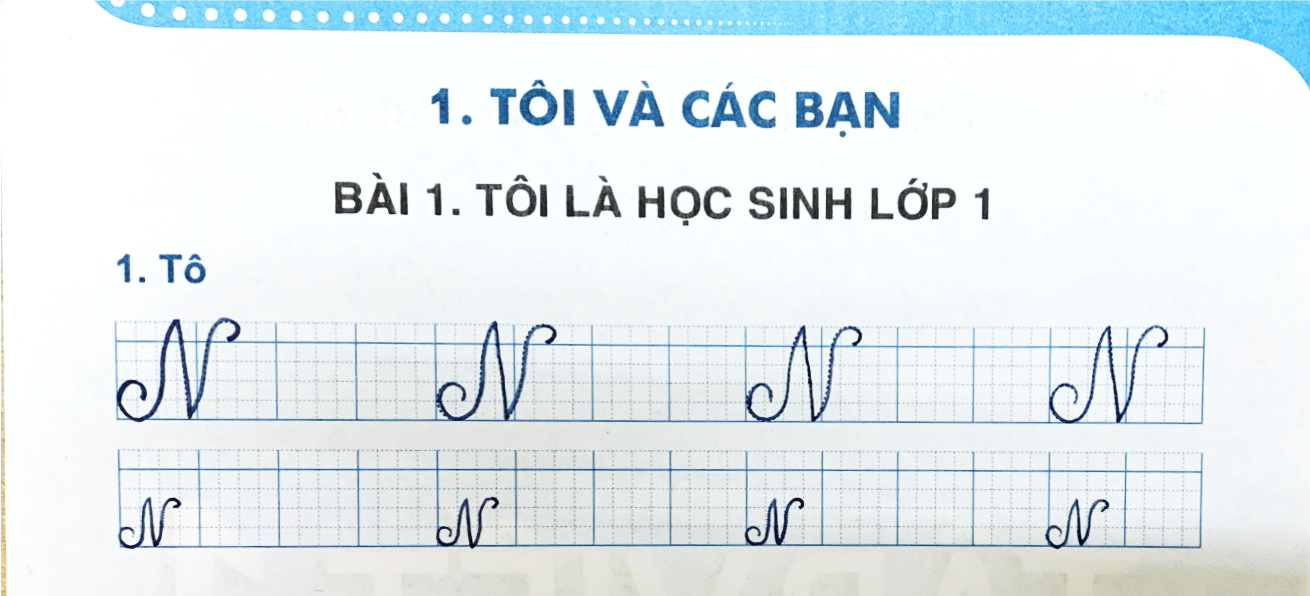 1. TÔI VÀ CÁC BẠN
BÀI 1. TÔI LÀ HỌC SINH LỚP 1
1. Tô
N N N N
N N N N